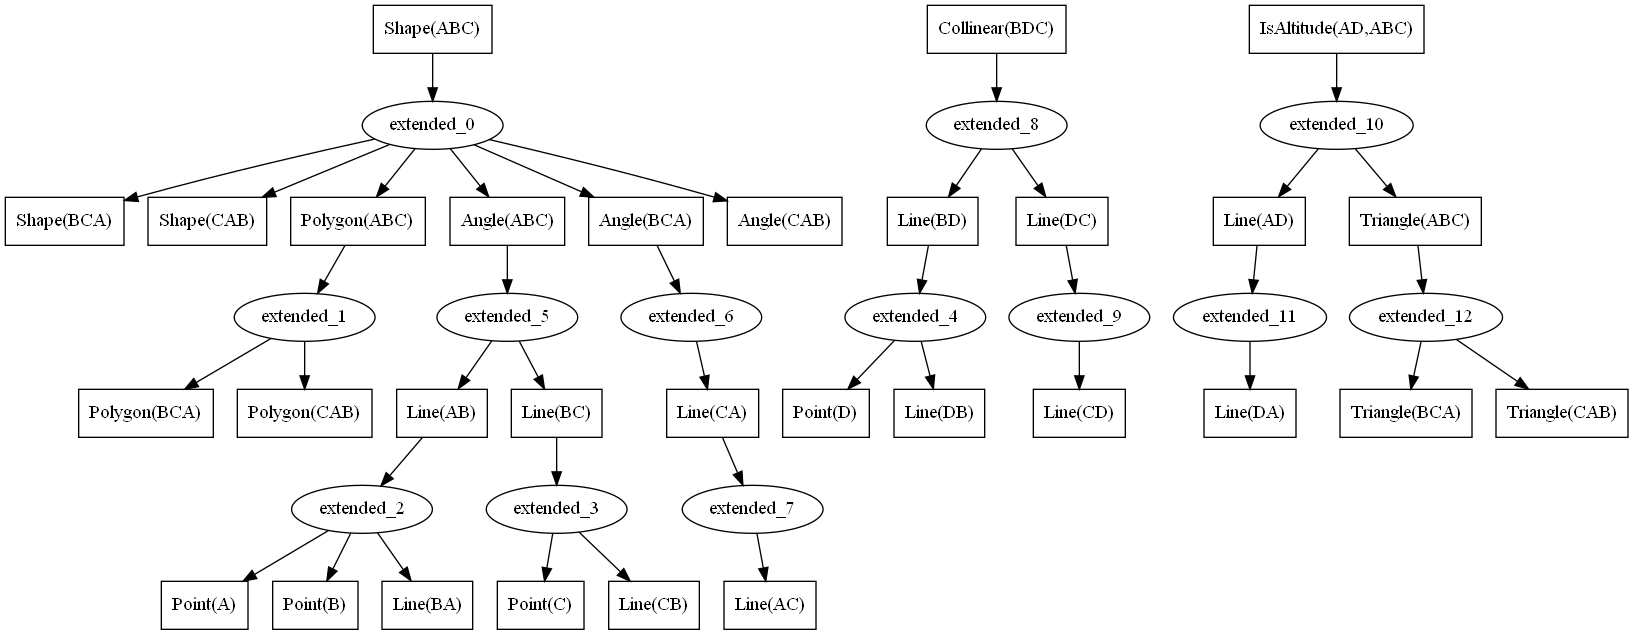 Shape(ABC)
Collinear(BDC)
IsAltitude(AD,ABC)
extended_0
extended_8
extended_10
Shape(BCA)
Shape(CAB)
Polygon(ABC)
Angle(ABC)
Angle(BCA)
Angle(CAB)
Line(BD)
Line(DC)
Line(AD)
Triangle(ABC)
extended_1
extended_5
extended_6
extended_4
extended_9
extended_11
extended_12
Polygon(BCA)
Polygon(CAB)
Line(AB)
Line(BC)
Line(CA)
Point(D)
Line(DB)
Line(CD)
Line(DA)
Triangle(BCA)
Triangle(CAB)
extended_2
extended_3
extended_7
Point(A)
Point(B)
Line(BA)
Point(C)
Line(CB)
Line(AC)